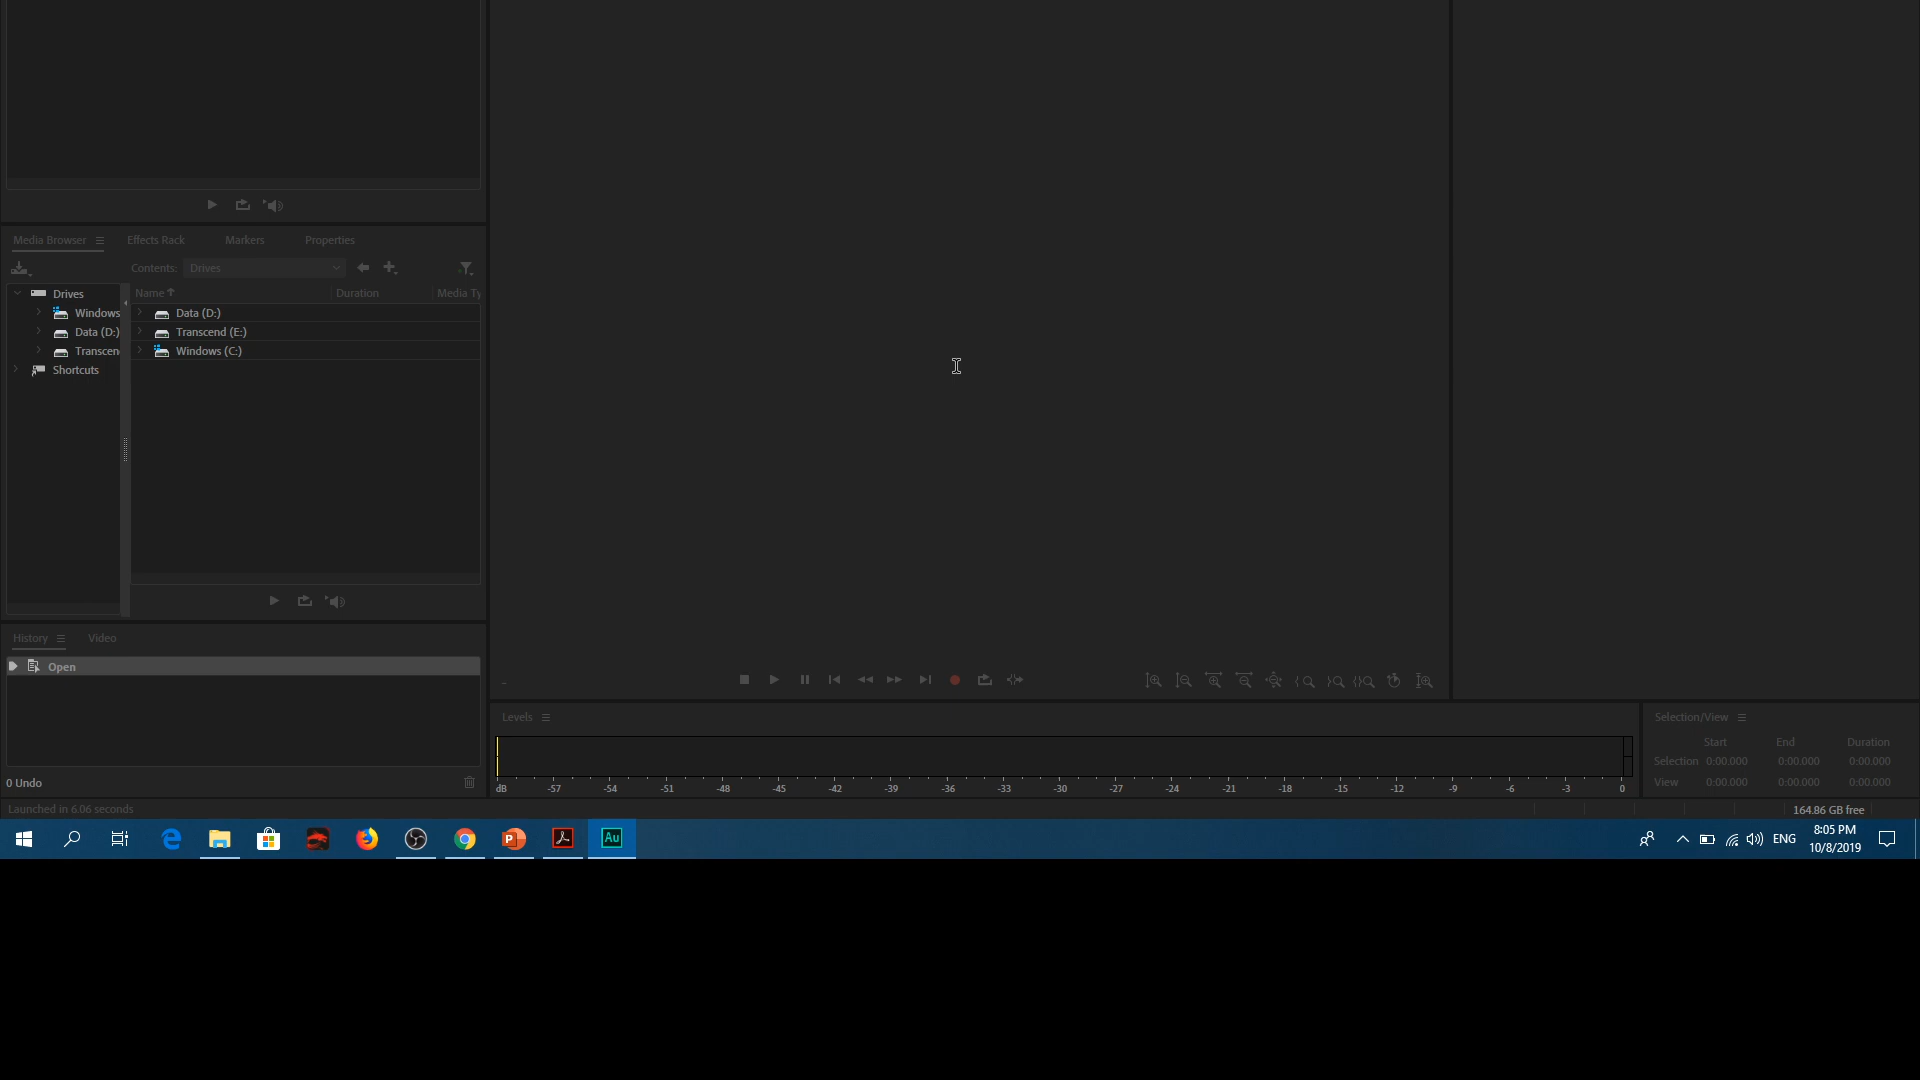 Media Browser Effects Rack Markers Properties
Contents: Drives
Drives Name Duration Media Ty
Windows Data (D:)
Data (D:) Transcend (E:)
Transcen Windows (C:)
Shortcuts
History Video
Open
Levels Selection/View
Start End Duration
Selection 0:00.000 0:00.000 0:00.000
0 Undo View 0:00.000 0:00.000 0:00.000
dB -57 -54 -51 -48 -45 -42 -39 -36 -33 -30 -27 -24 -21 -18 -15 -12 -9 -6 -3 0
Launched in 6.06 seconds 164.86 GB free
P Au ENG 8:05 PM
10/8/2019